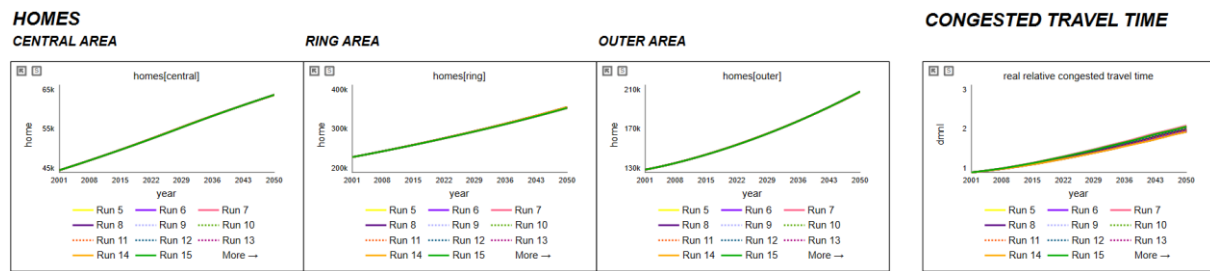 HOMES
CONGESTED TRAVEL TIME
CENTRAL AREA
RING AREA
OUTER AREA
homes[central]
65k
55k
45k
home
2001 2008 2015 2022 2029 2036 2043 2050
year
Run 5 Run 6 Run 7
Run 8 Run 9 Run 10
Run 11 Run 12 Run 13
Run 14 Run 15 More →
homes[ring]
400k
300k
200k
home
2001 2008 2015 2022 2029 2036 2043 2050
year
Run 5 Run 6 Run 7
Run 8 Run 9 Run 10
Run 11 Run 12 Run 13
Run 14 Run 15 More →
homes[outer]
210k
170k
130k
home
2001 2008 2015 2022 2029 2036 2043 2050
year
Run 5 Run 6 Run 7
Run 8 Run 9 Run 10
Run 11 Run 12 Run 13
Run 14 Run 15 More →
real relative congested travel time
3
2
1
dmnl
2001 2008 2015 2022 2029 2036 2043 2050
year
Run 5 Run 6 Run 7
Run 8 Run 9 Run 10
Run 11 Run 12 Run 13
Run 14 Run 15 More →